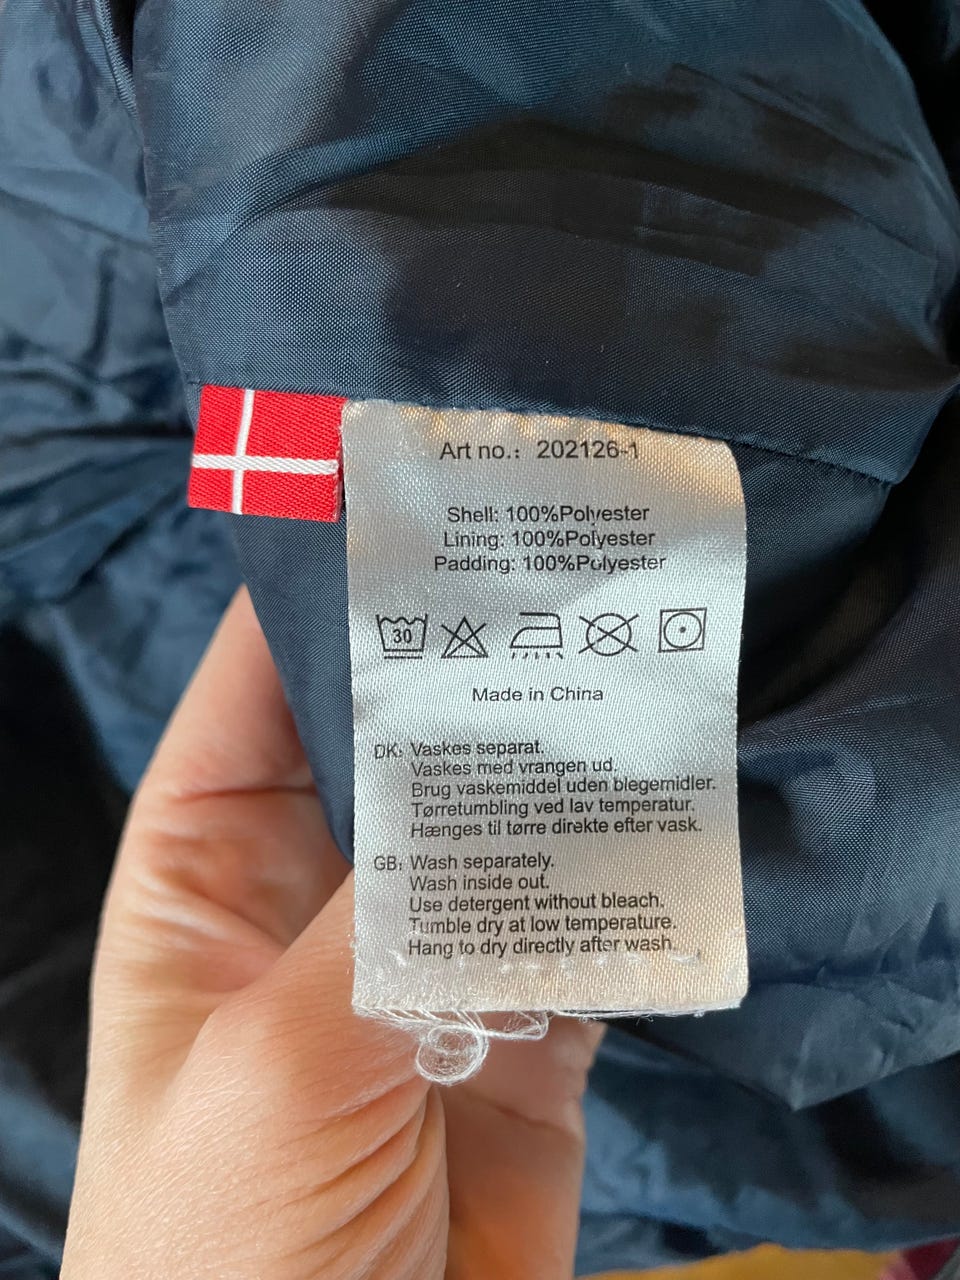 Art no.: 202126-1
Shell: 100%Polyester
Lining: 100%Polyester
Padding: 100%Polyester
30
Made in China
DK: Vaskes separat.
Vaskes med vrangen ud.
Brug vaskemiddel uden blegemidler.
Tørretumbling ved lav temperatur.
Hænges til tørre direkte efter vask.
GB: Wash separately.
Wash inside out.
Use detergent without bleach.
Tumble dry at low temperature.
Hang to dry directly after wash.